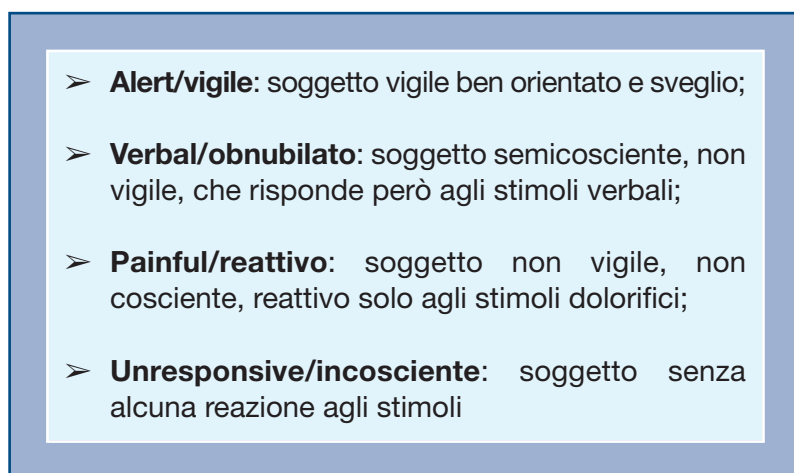 ➢ Alert/vigile: soggetto vigile ben orientato e sveglio;
➢ Verbal/obnubilato: soggetto semicosciente, non
vigile, che risponde però agli stimoli verbali;
➢ Painful/reattivo: soggetto non vigile, non
cosciente, reattivo solo agli stimoli dolorifici;
➢ Unresponsive/incosciente: soggetto senza
alcuna reazione agli stimoli